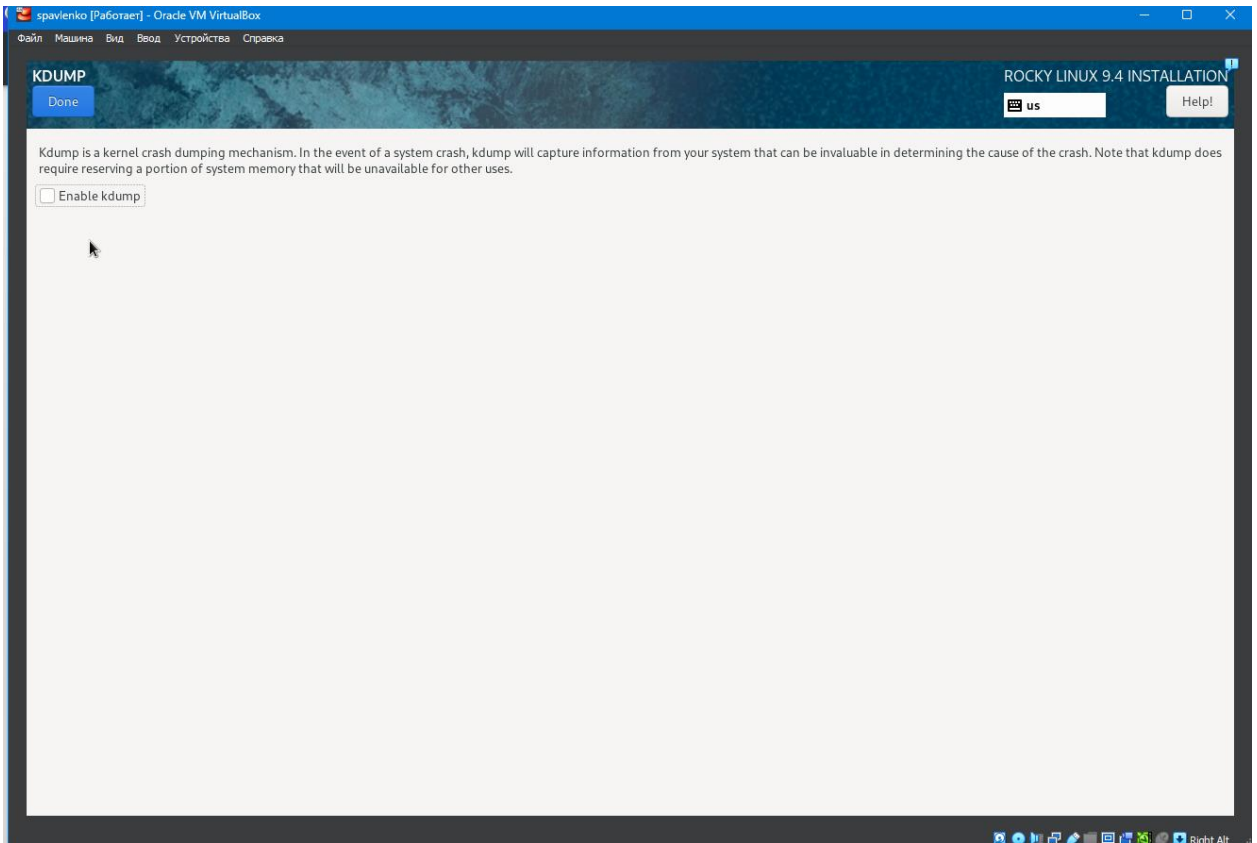 spavlenko [Работает] - Oracle VM VirtualBox
Файл Машина Вид Ввод Устройства Справка
KDUMP
ROCKY LINUX 9.4 INSTALLATION
Done
us
Help!
Kdump is a kernel crash dumping mechanism. In the event of a system crash, kdump will capture information from your system that can be invaluable in determining the cause of the crash. Note that kdump does
require reserving a portion of system memory that will be unavailable for other uses.
Enable kdump
Right Alt